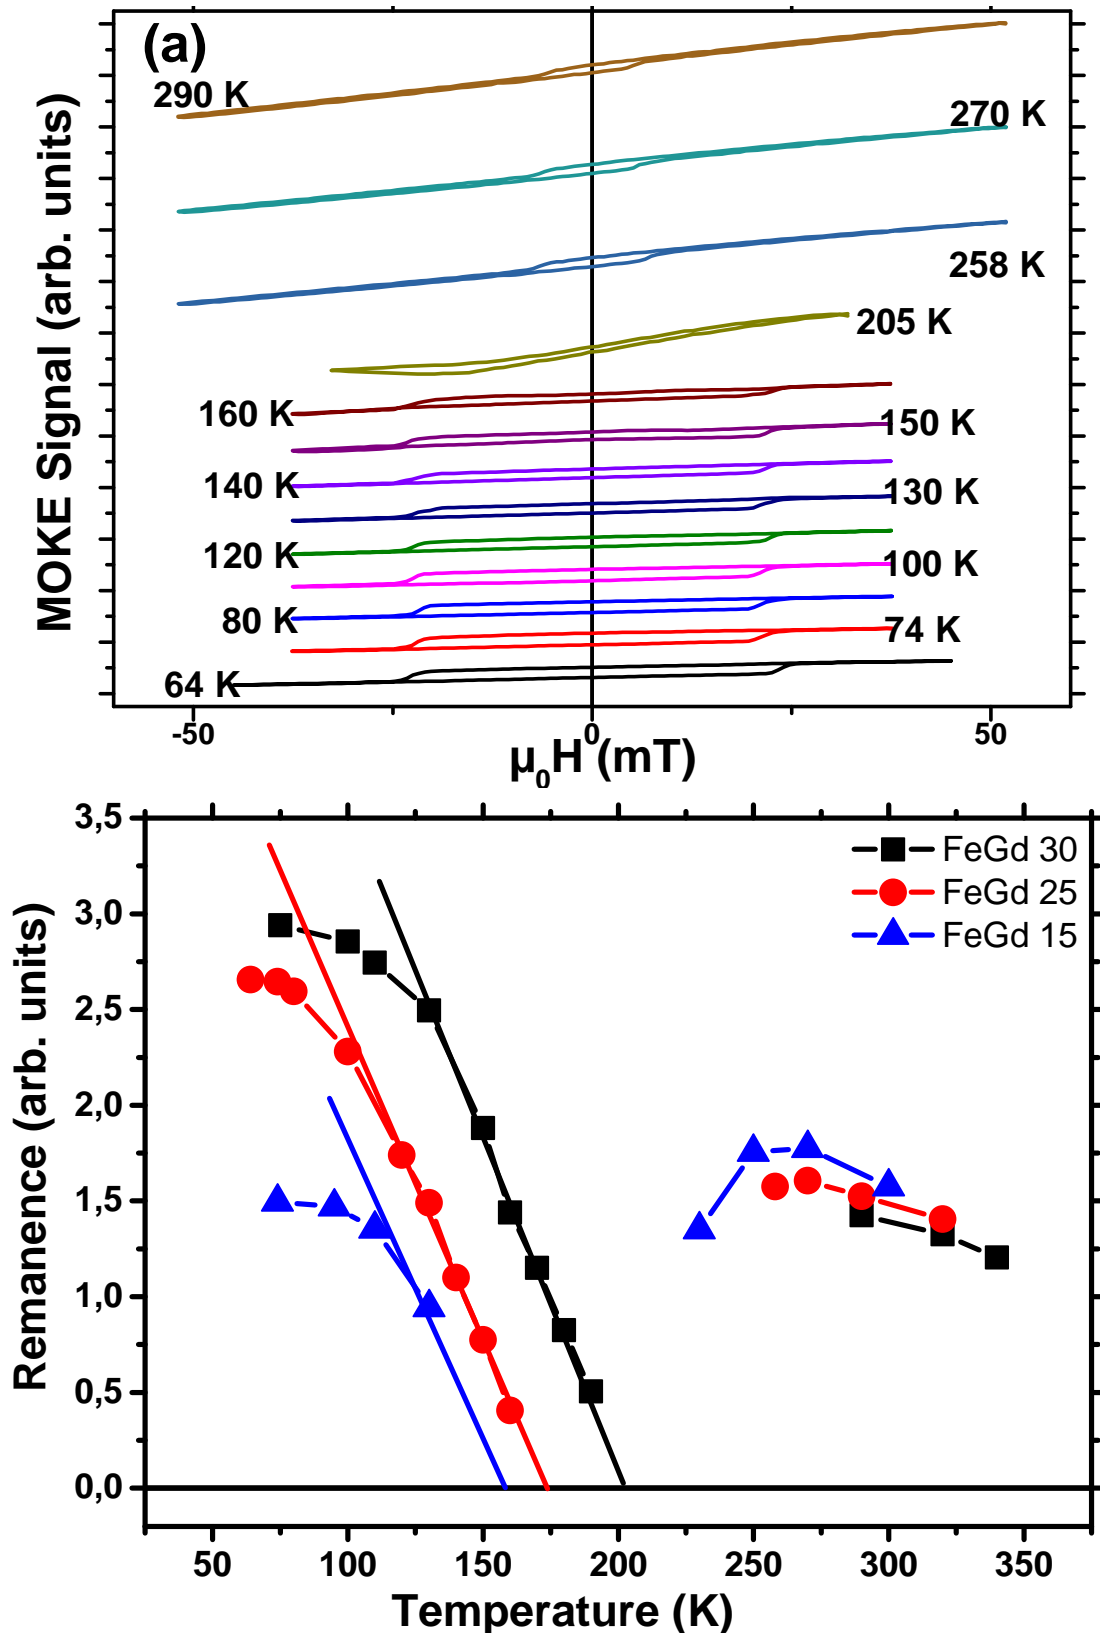 (a)
290 K
270 K
258 K
205 K
160 K
150 K
140 K
130 K
120 K
100 K
80 K
74 K
64 K
MOKE Signal (arb. units)
-50 0 50
µ₀H (mT)
3,5
3,0
2,5
2,0
1,5
1,0
0,5
0,0
FeGd 30
FeGd 25
FeGd 15
Remanence (arb. units)
50 100 150 200 250 300 350
Temperature (K)